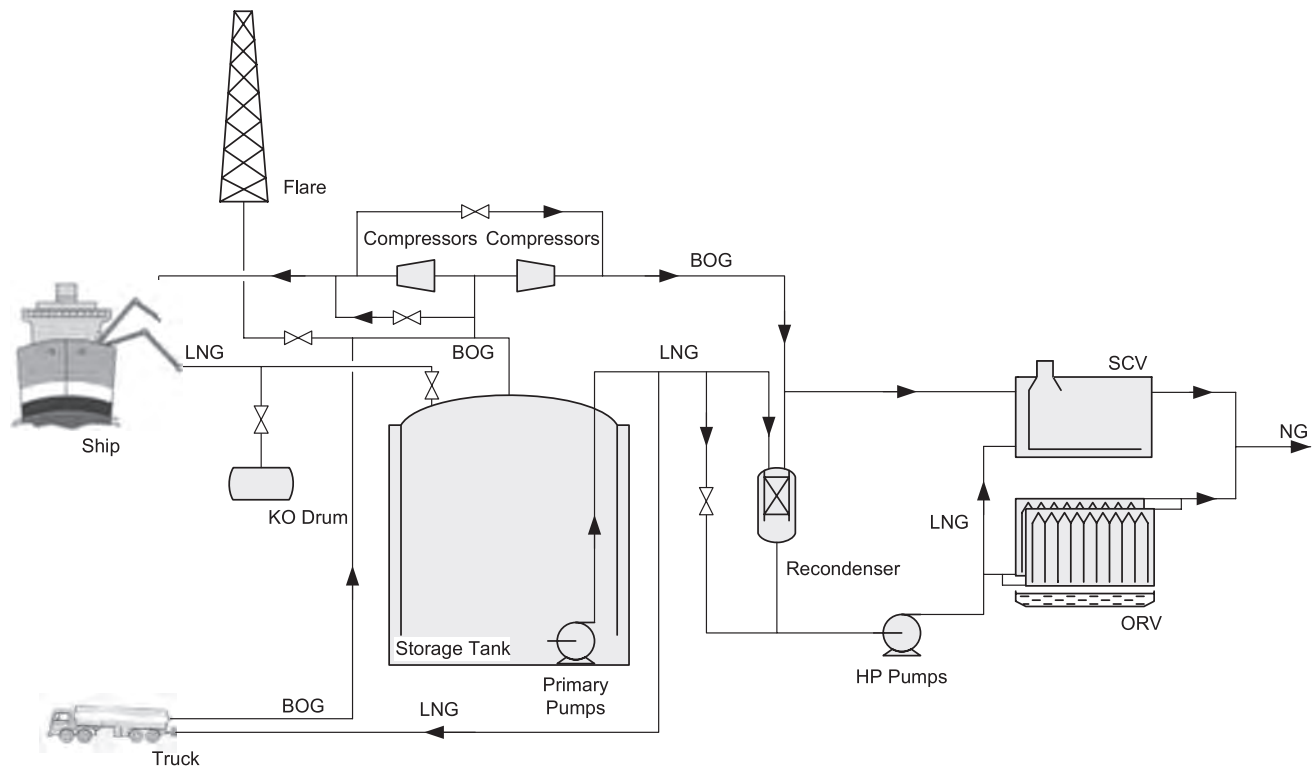 Flare
Compressors
Compressors
BOG
LNG
BOG
LNG
SCV
Ship
NG
KO Drum
LNG
Recondenser
ORV
Storage Tank
HP Pumps
Primary
Pumps
BOG
LNG
Truck